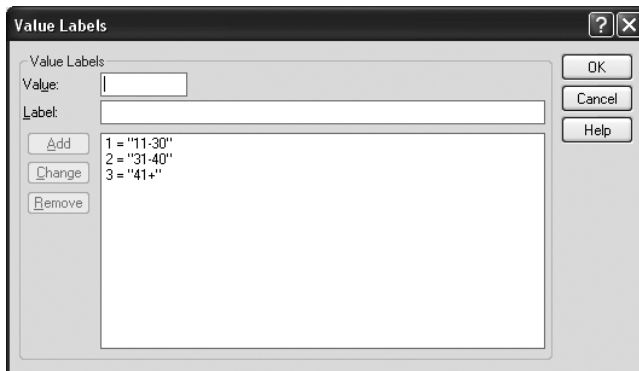 Value Labels
Value Labels
Value:
Label:
Add
Change
Remove
1 = "11-30"
2 = "31-40"
3 = "41+"
OK
Cancel
Help